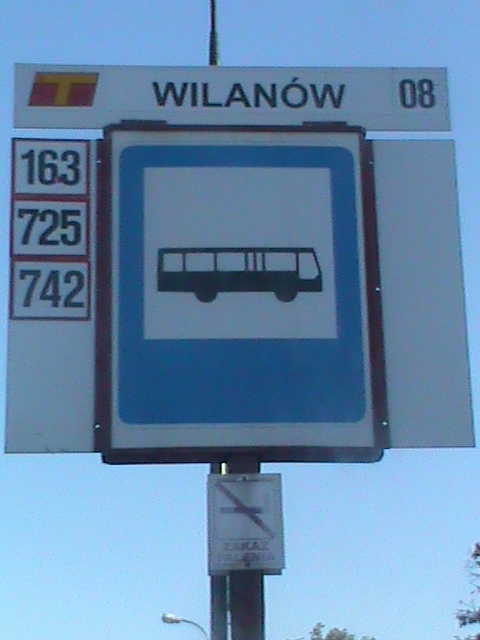 T WILANÓW 08
163
725
742
ZAKAZ
PALENIA